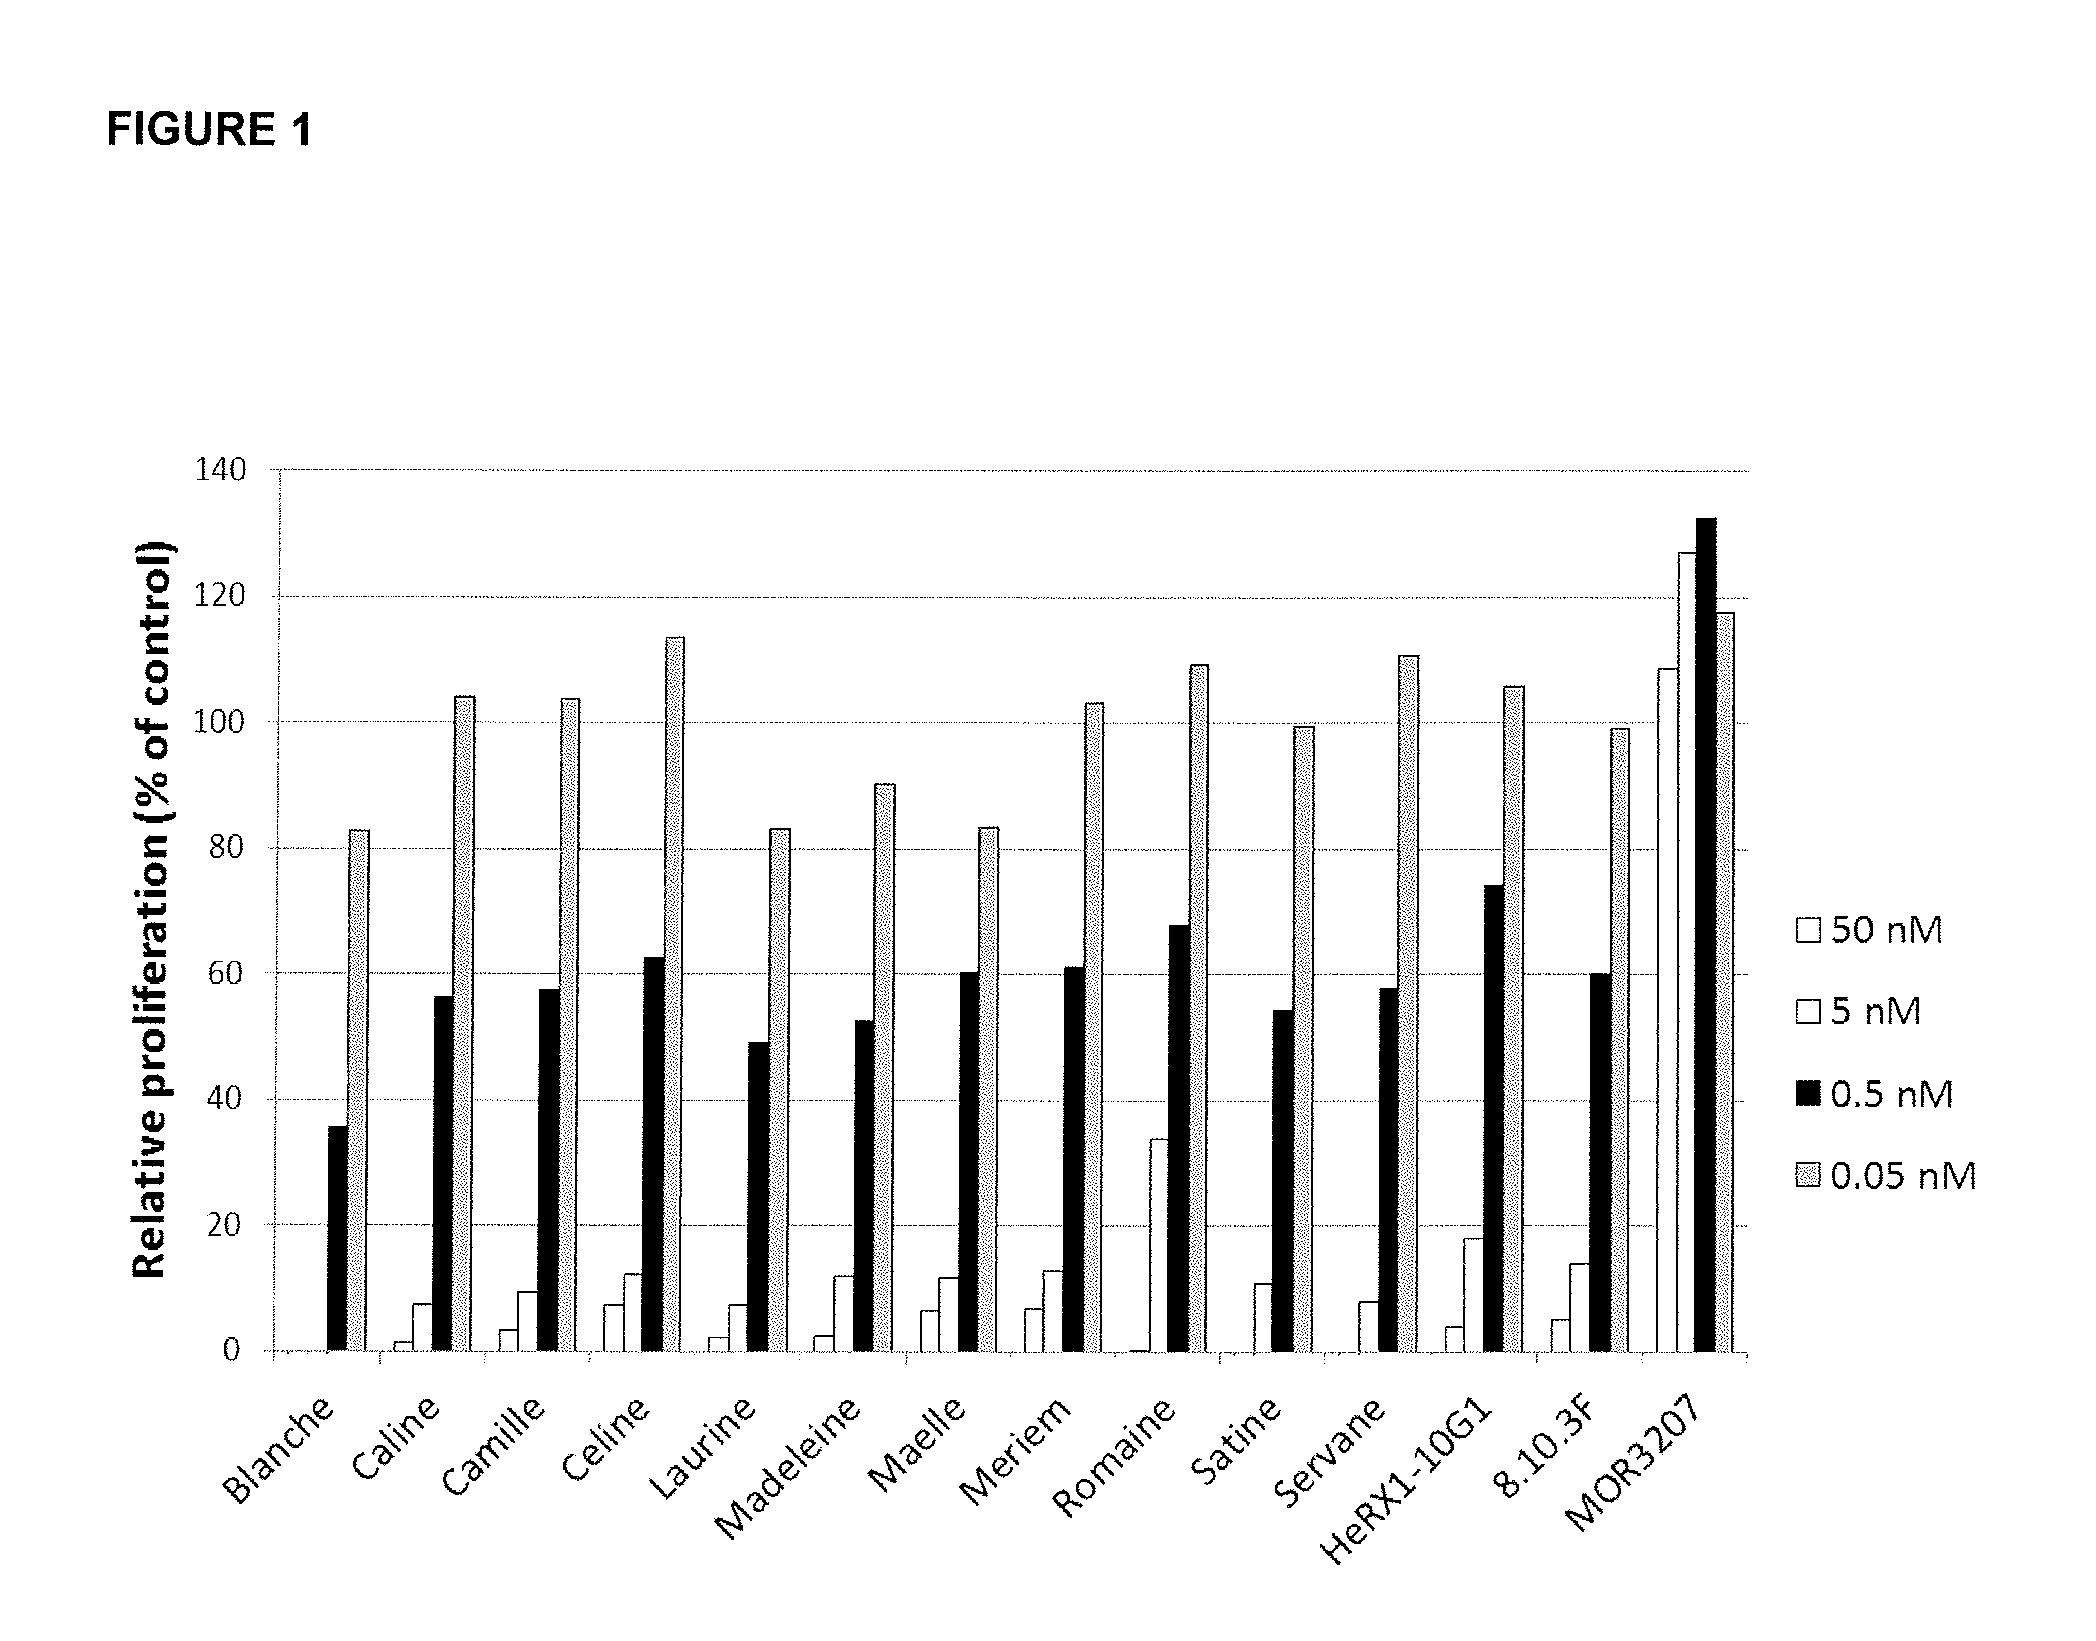 FIGURE 1
140
120
100
80
60
40
20
0
Relative proliferation (% of control)
Blanche
Caline
Camille
Celine
Laurine
Madeleine
Maelle
Meriem
Romaine
Satine
Servane
HeRX1-10G1
8.10.3F
MOR3207
50 nM
5 nM
0.5 nM
0.05 nM